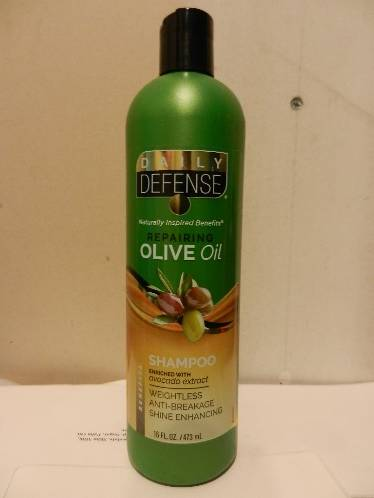 DAILY
DEFENSE
Naturally Inspired Benefits®
REPAIRING
OLIVE Oil
SHAMPOO
ENRICHED WITH
avocado extract
WEIGHTLESS
ANTI-BREAKAGE
SHINE ENHANCING
16 FL. OZ. / 473 mL